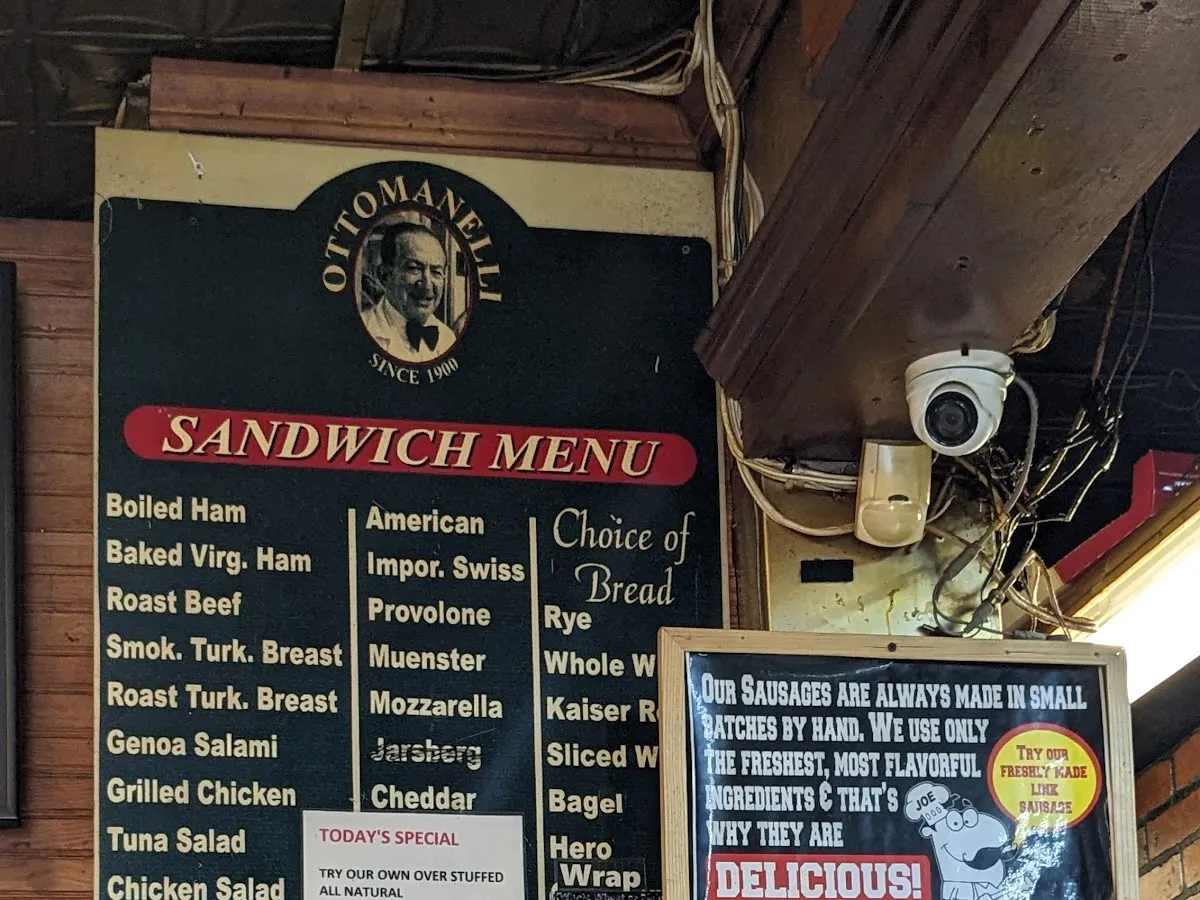 OTTOMANELLI
SINCE 1900
SANDWICH MENU
Boiled Ham
Baked Virg. Ham
Roast Beef
Smok. Turk. Breast
Roast Turk. Breast
Genoa Salami
Grilled Chicken
Tuna Salad
Chicken Salad
American
Impor. Swiss
Provolone
Muenster
Mozzarella
Jarsberg
Cheddar
Choice of
Bread
Rye
Whole W
Kaiser R
Sliced W
Bagel
Hero
Wrap
TODAY'S SPECIAL
TRY OUR OWN OVER STUFFED
ALL NATURAL
OUR SAUSAGES ARE ALWAYS MADE IN SMALL
BATCHES BY HAND. WE USE ONLY
THE FRESHEST, MOST FLAVORFUL
INGREDIENTS & THAT'S
WHY THEY ARE
DELICIOUS!
TRY OUR
FRESHLY MADE
LINK
SAUSAGE
JOE